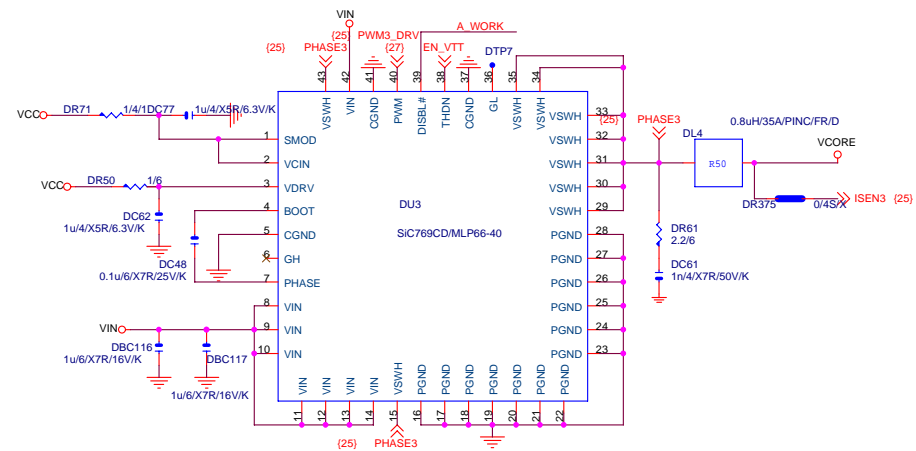 VIN
A_WORK
{25}
PWM3_DRV
{25}
PHASE3
{27}
EN_VTT
DTP7
43
42
41
40
39
38
37
36
35
34
VSWH
VIN
CGND
PWM
DISBL#
THDN
CGND
GL
VSWH
VSWH
VCC
DR71
1/4/1
DC77
1u/4/X5R/6.3V/K
1
SMOD
2
VCIN
VCC
DR50
1/6
3
VDRV
4
BOOT
DC62
1u/4/X5R/6.3V/K
5
CGND
6
GH
DC48
0.1u/6/X7R/25V/K
7
PHASE
8
VIN
VIN
9
VIN
10
VIN
DBC116
1u/6/X7R/16V/K
DBC117
1u/6/X7R/16V/K
DU3
SiC769CD/MLP66-40
VSWH
33
{25}
VSWH
32
VSWH
31
VSWH
30
VSWH
29
PGND
28
PGND
27
PGND
26
PGND
25
PGND
24
PGND
23
PHASE3
DL4
0.8uH/35A/PINC/FR/D
R50
VCORE
DR375
0/4S/X
ISEN3
{25}
DR61
2.2/6
DC61
1n/4/X7R/50V/K
VIN
VIN
VIN
VIN
VSWH
PGND
PGND
PGND
PGND
PGND
PGND
PGND
11
12
13
14
15
16
17
18
19
20
21
22
{25}
PHASE3